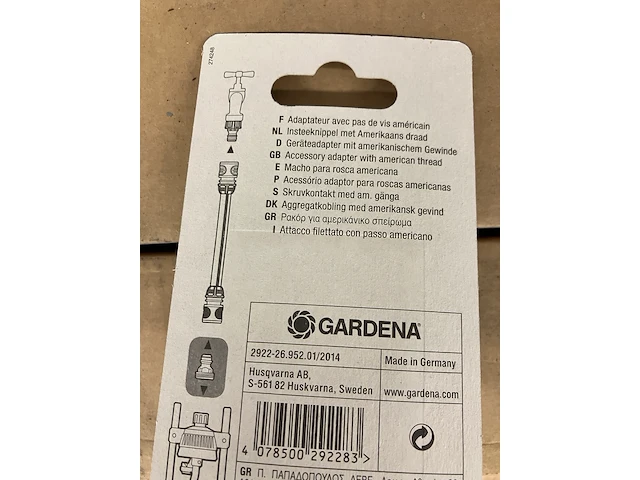 274248
F Adaptateur avec pas de vis américain
NL Insteeknippel met Amerikaans draad
D Geräteadapter mit amerikanischem Gewinde
GB Accessory adapter with american thread
E Macho para rosca americana
P Acessório adaptor para roscas americanas
S Skruvkontakt med am. gänga
DK Aggregatkobling med amerikansk gevind
GR Ρακόρ για αμερικάνικο σπείρωμα
I Attacco filettato con passo americano
GARDENA®
2922-26.952.01/2014
Made in Germany
Husqvarna AB,
S-561 82 Huskvarna, Sweden
www.gardena.com
4 078500 292283 >
GR Π. ΠΑΠΑΔΟΠΟΥΛΟΣ